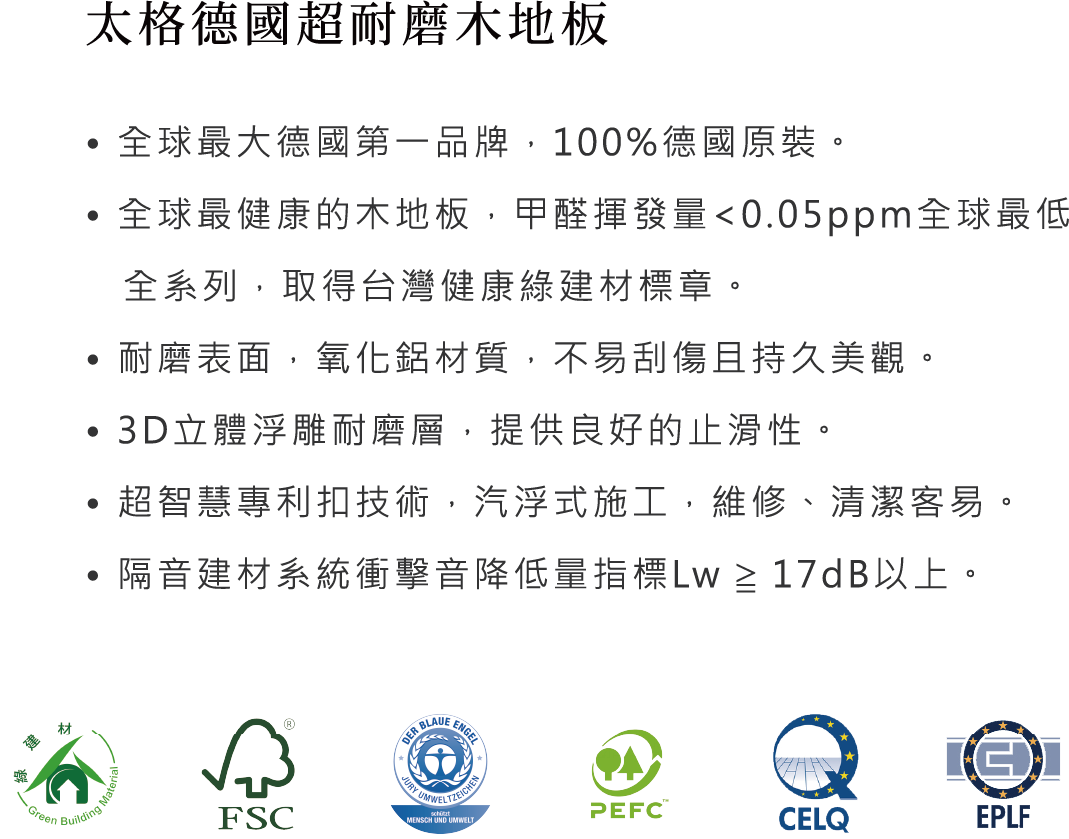 太格德國超耐磨木地板
• 全球最大德國第一品牌，100%德國原裝。
• 全球最健康的木地板，甲醛揮發量<0.05ppm全球最低
全系列，取得台灣健康綠建材標章。
• 耐磨表面，氧化鋁材質，不易刮傷且持久美觀。
• 3D立體浮雕耐磨層，提供良好的止滑性。
• 超智慧專利扣技術，汽浮式施工，維修、清潔客易。
• 隔音建材系統衝擊音降低量指標Lw ≧ 17dB以上。
綠建材
Green Building Material
®
FSC
DER BLAUE ENGEL
JURY UMWELTZEICHEN
schützt
MENSCH UND UMWELT
PEFC™
CELQ
EPLF